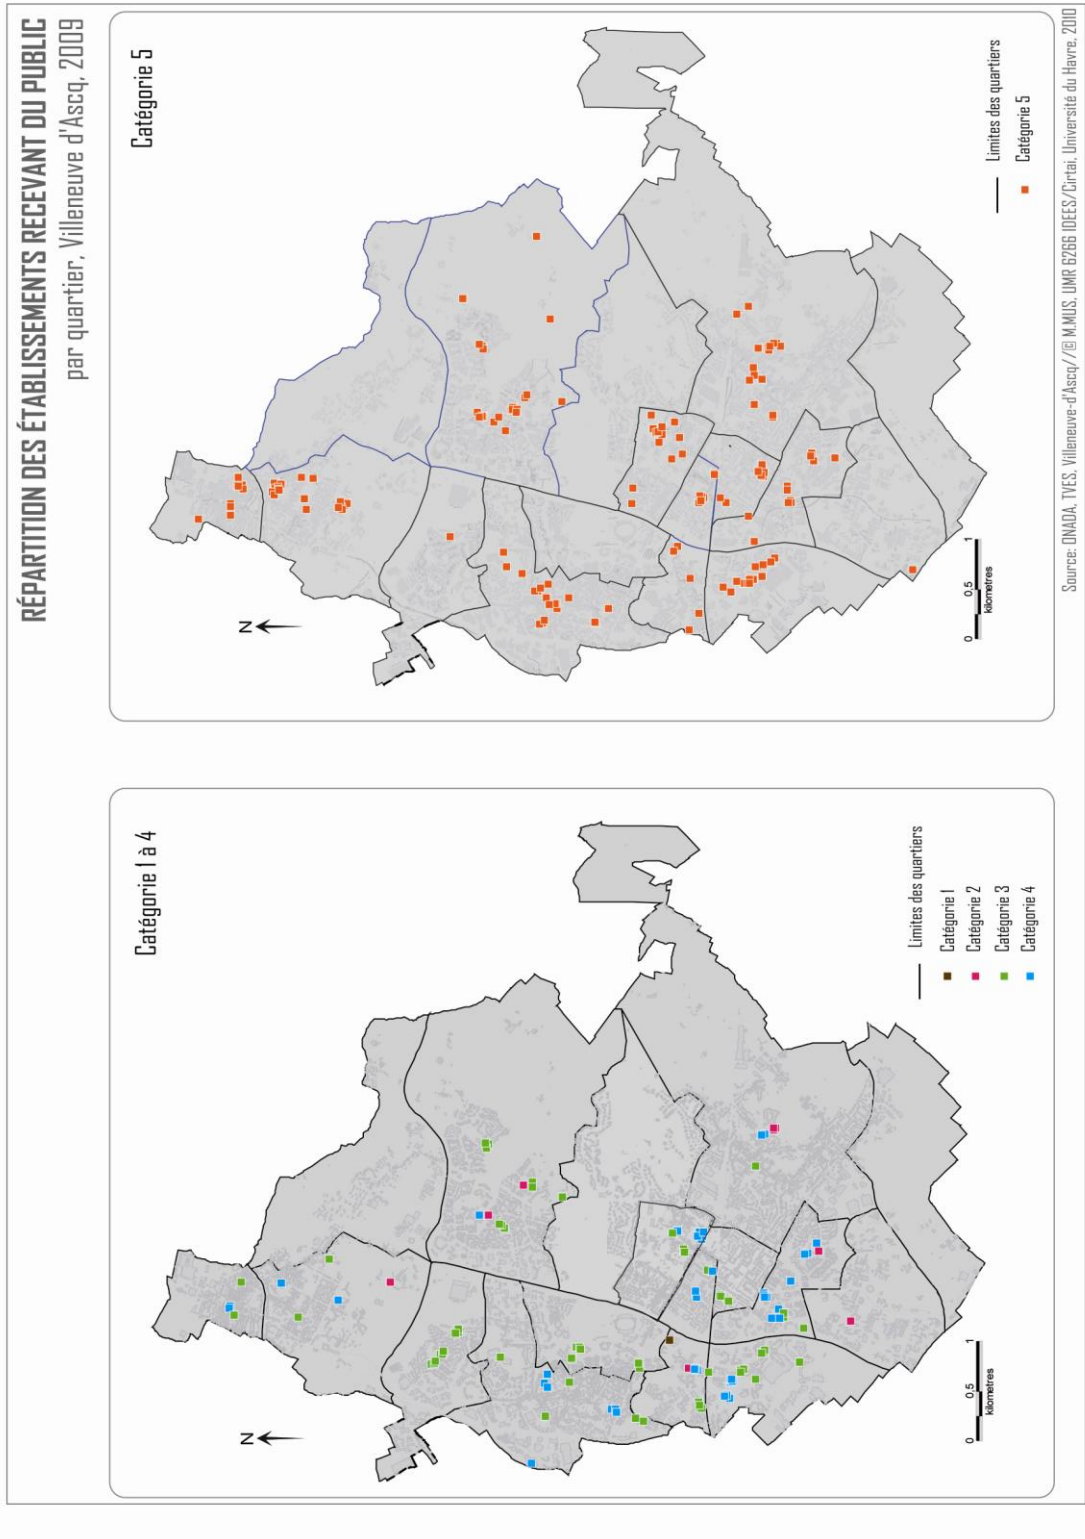 RÉPARTITION DES ÉTABLISSEMENTS RECEVANT DU PUBLIC
par quartier, Villeneuve d'Ascq, 2009
Catégorie 1 à 4
N
Limites des quartiers
Catégorie 1
Catégorie 2
Catégorie 3
Catégorie 4
0 0.5 1
kilometres
Catégorie 5
N
Limites des quartiers
Catégorie 5
0 0.5 1
kilometres
Source: ONADA, TVES, Villeneuve-d'Ascq//© M.MUS, UMR 6266 IDEES/Cirtai, Université du Havre, 2010